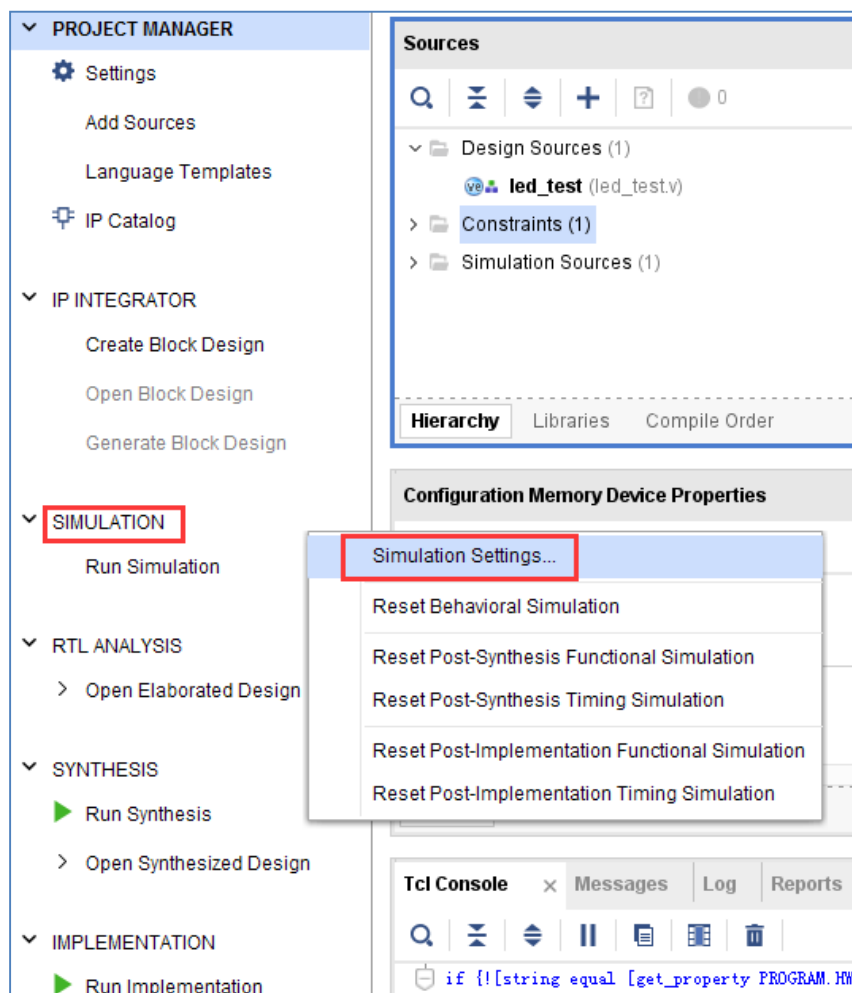 PROJECT MANAGER
Settings
Add Sources
Language Templates
IP Catalog
IP INTEGRATOR
Create Block Design
Open Block Design
Generate Block Design
SIMULATION
Run Simulation
RTL ANALYSIS
Open Elaborated Design
SYNTHESIS
Run Synthesis
Open Synthesized Design
IMPLEMENTATION
Run Implementation
Sources
0
Design Sources (1)
led_test (led_test.v)
Constraints (1)
Simulation Sources (1)
Hierarchy Libraries Compile Order
Configuration Memory Device Properties
Simulation Settings...
Reset Behavioral Simulation
Reset Post-Synthesis Functional Simulation
Reset Post-Synthesis Timing Simulation
Reset Post-Implementation Functional Simulation
Reset Post-Implementation Timing Simulation
Tcl Console Messages Log Reports
if {![string equal [get_property PROGRAM.HW